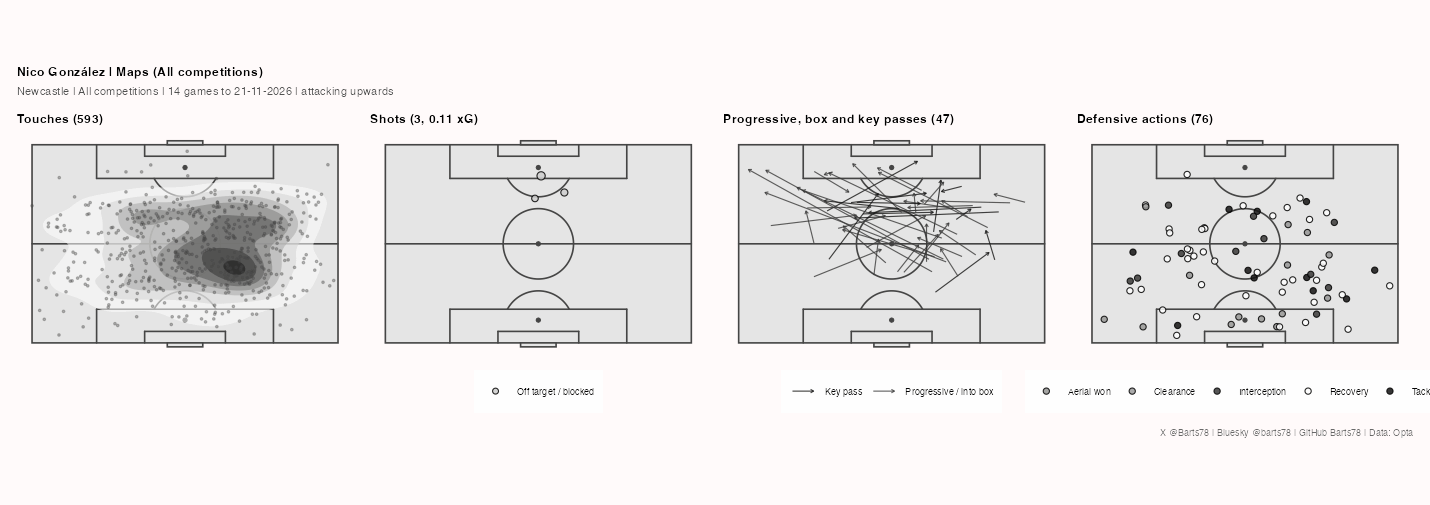 Nico González | Maps (All competitions)
Newcastle | All competitions | 14 games to 21-11-2026 | attacking upwards
Touches (593)
Shots (3, 0.11 xG)
Progressive, box and key passes (47)
Defensive actions (76)
Off target / blocked
Key pass
Progressive / into box
Aerial won
Clearance
Interception
Recovery
Tack
X @Barts78 | Bluesky @barts78 | GitHub Barts78 | Data: Opta